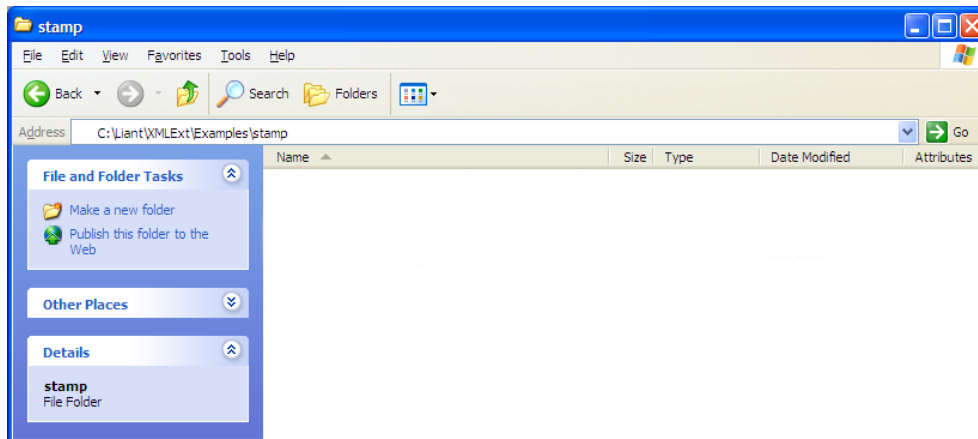 stamp
File Edit View Favorites Tools Help
Back Search Folders
Address C:\Liant\XMLExt\Examples\stamp Go
Name Size Type Date Modified Attributes
File and Folder Tasks
Make a new folder
Publish this folder to the
Web
Other Places
Details
stamp
File Folder